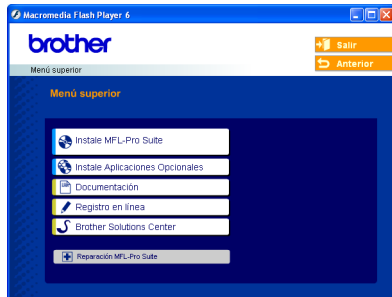 Macromedia Flash Player 6
brother
Salir
Anterior
Menú superior
Menú superior
Instale MFL-Pro Suite
Instale Aplicaciones Opcionales
Documentación
Registro en línea
Brother Solutions Center
Reparación MFL-Pro Suite